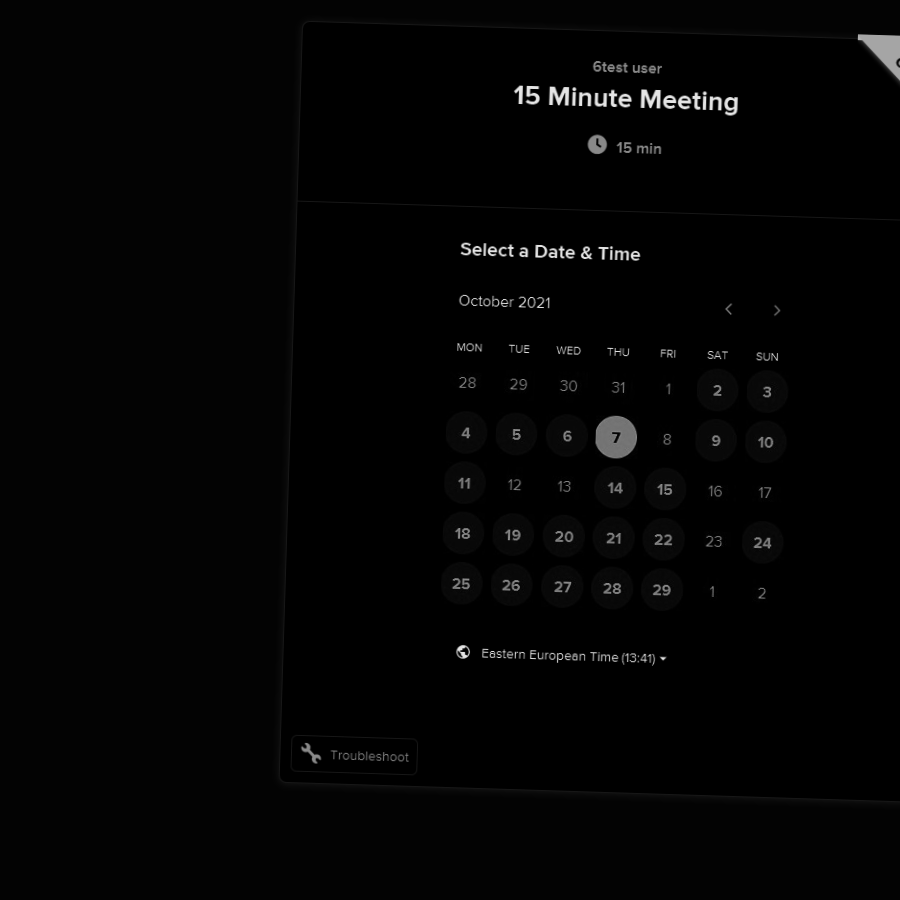 6test user
15 Minute Meeting
15 min
Select a Date & Time
October 2021
MON TUE WED THU FRI SAT SUN
28 29 30 31 1 2 3
4 5 6 7 8 9 10
11 12 13 14 15 16 17
18 19 20 21 22 23 24
25 26 27 28 29 1 2
Eastern European Time (13:41)
Troubleshoot